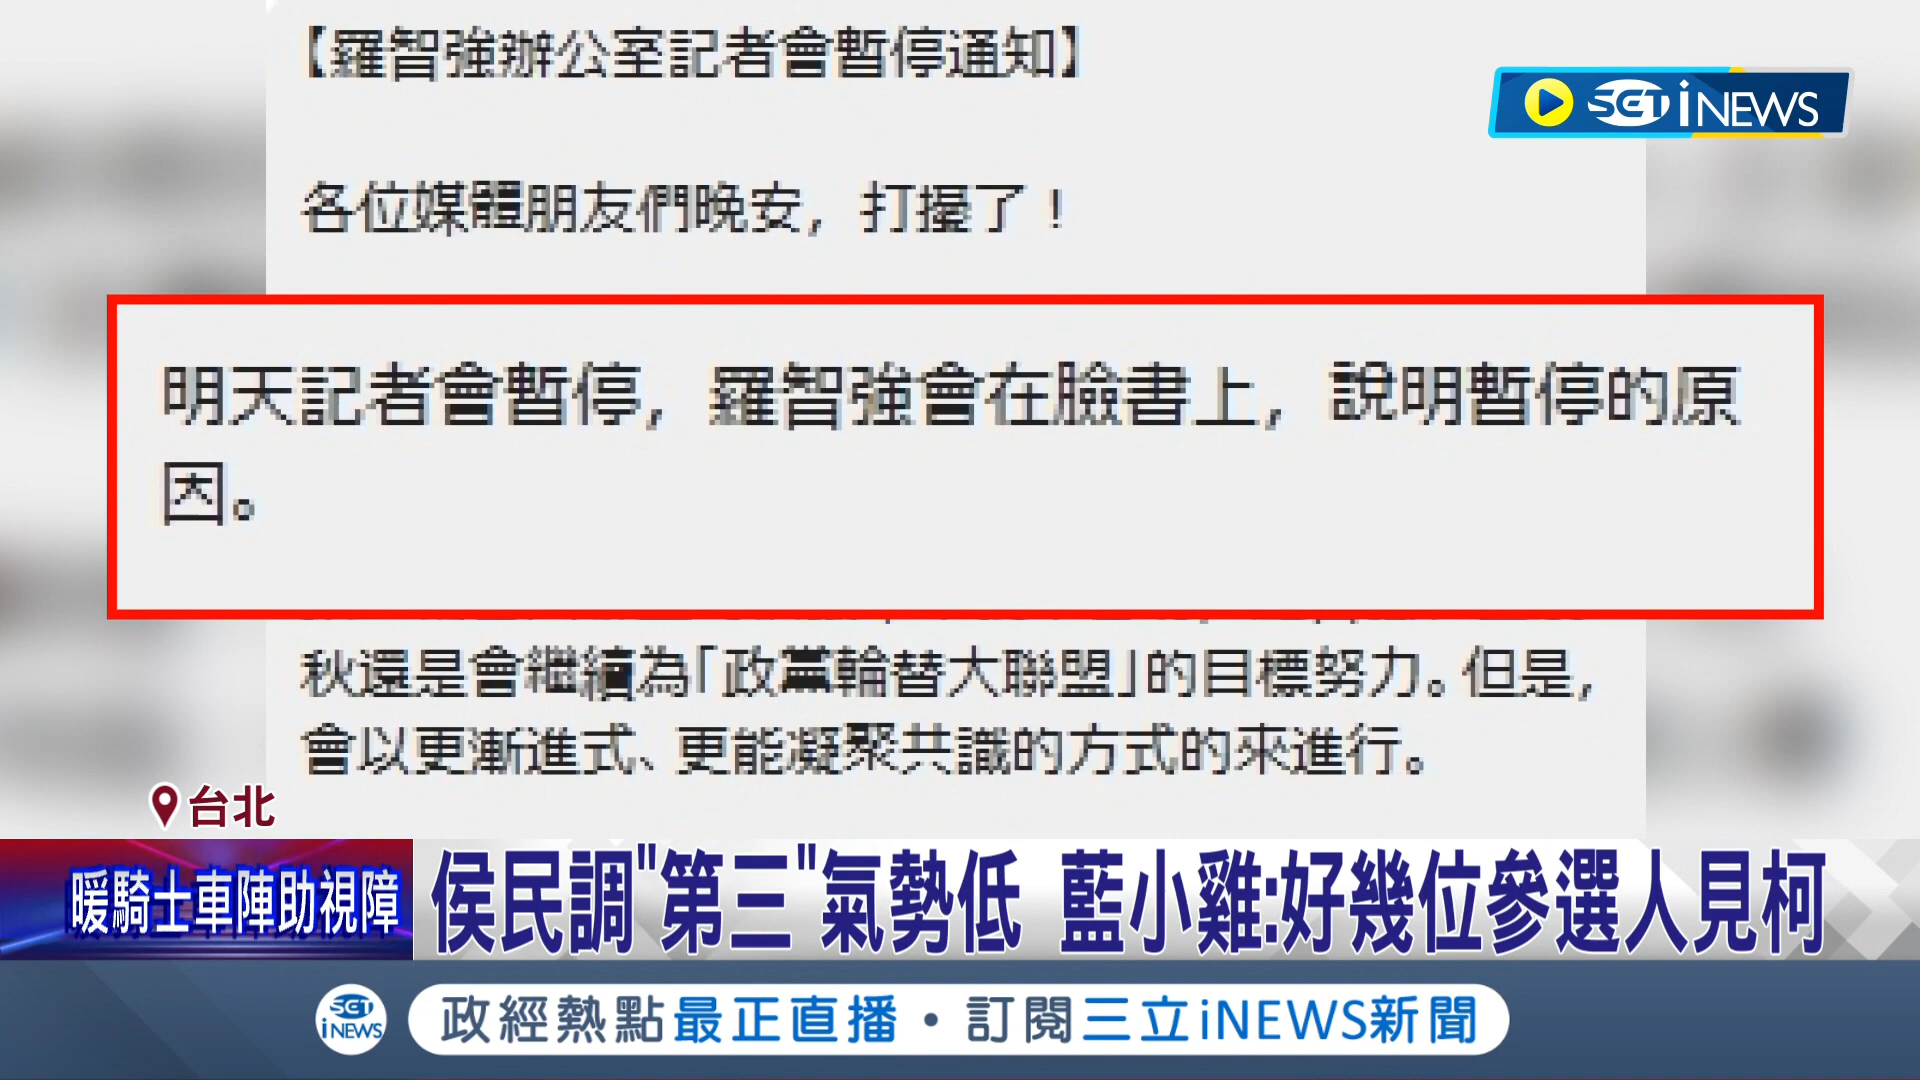 【羅智強辦公室記者會暫停通知】
SET iNEWS
各位媒體朋友們晚安，打擾了！
明天記者會暫停，羅智強會在臉書上，說明暫停的原
因。
秋還是會繼續為「政黨輪替大聯盟」的目標努力。但是，
會以更漸進式、更能凝聚共識的方式的來進行。
台北
暖騎士車陣助視障
侯民調"第三"氣勢低 藍小雞:好幾位參選人見柯
SET iNEWS
政經熱點最正直播・訂閱三立iNEWS新聞